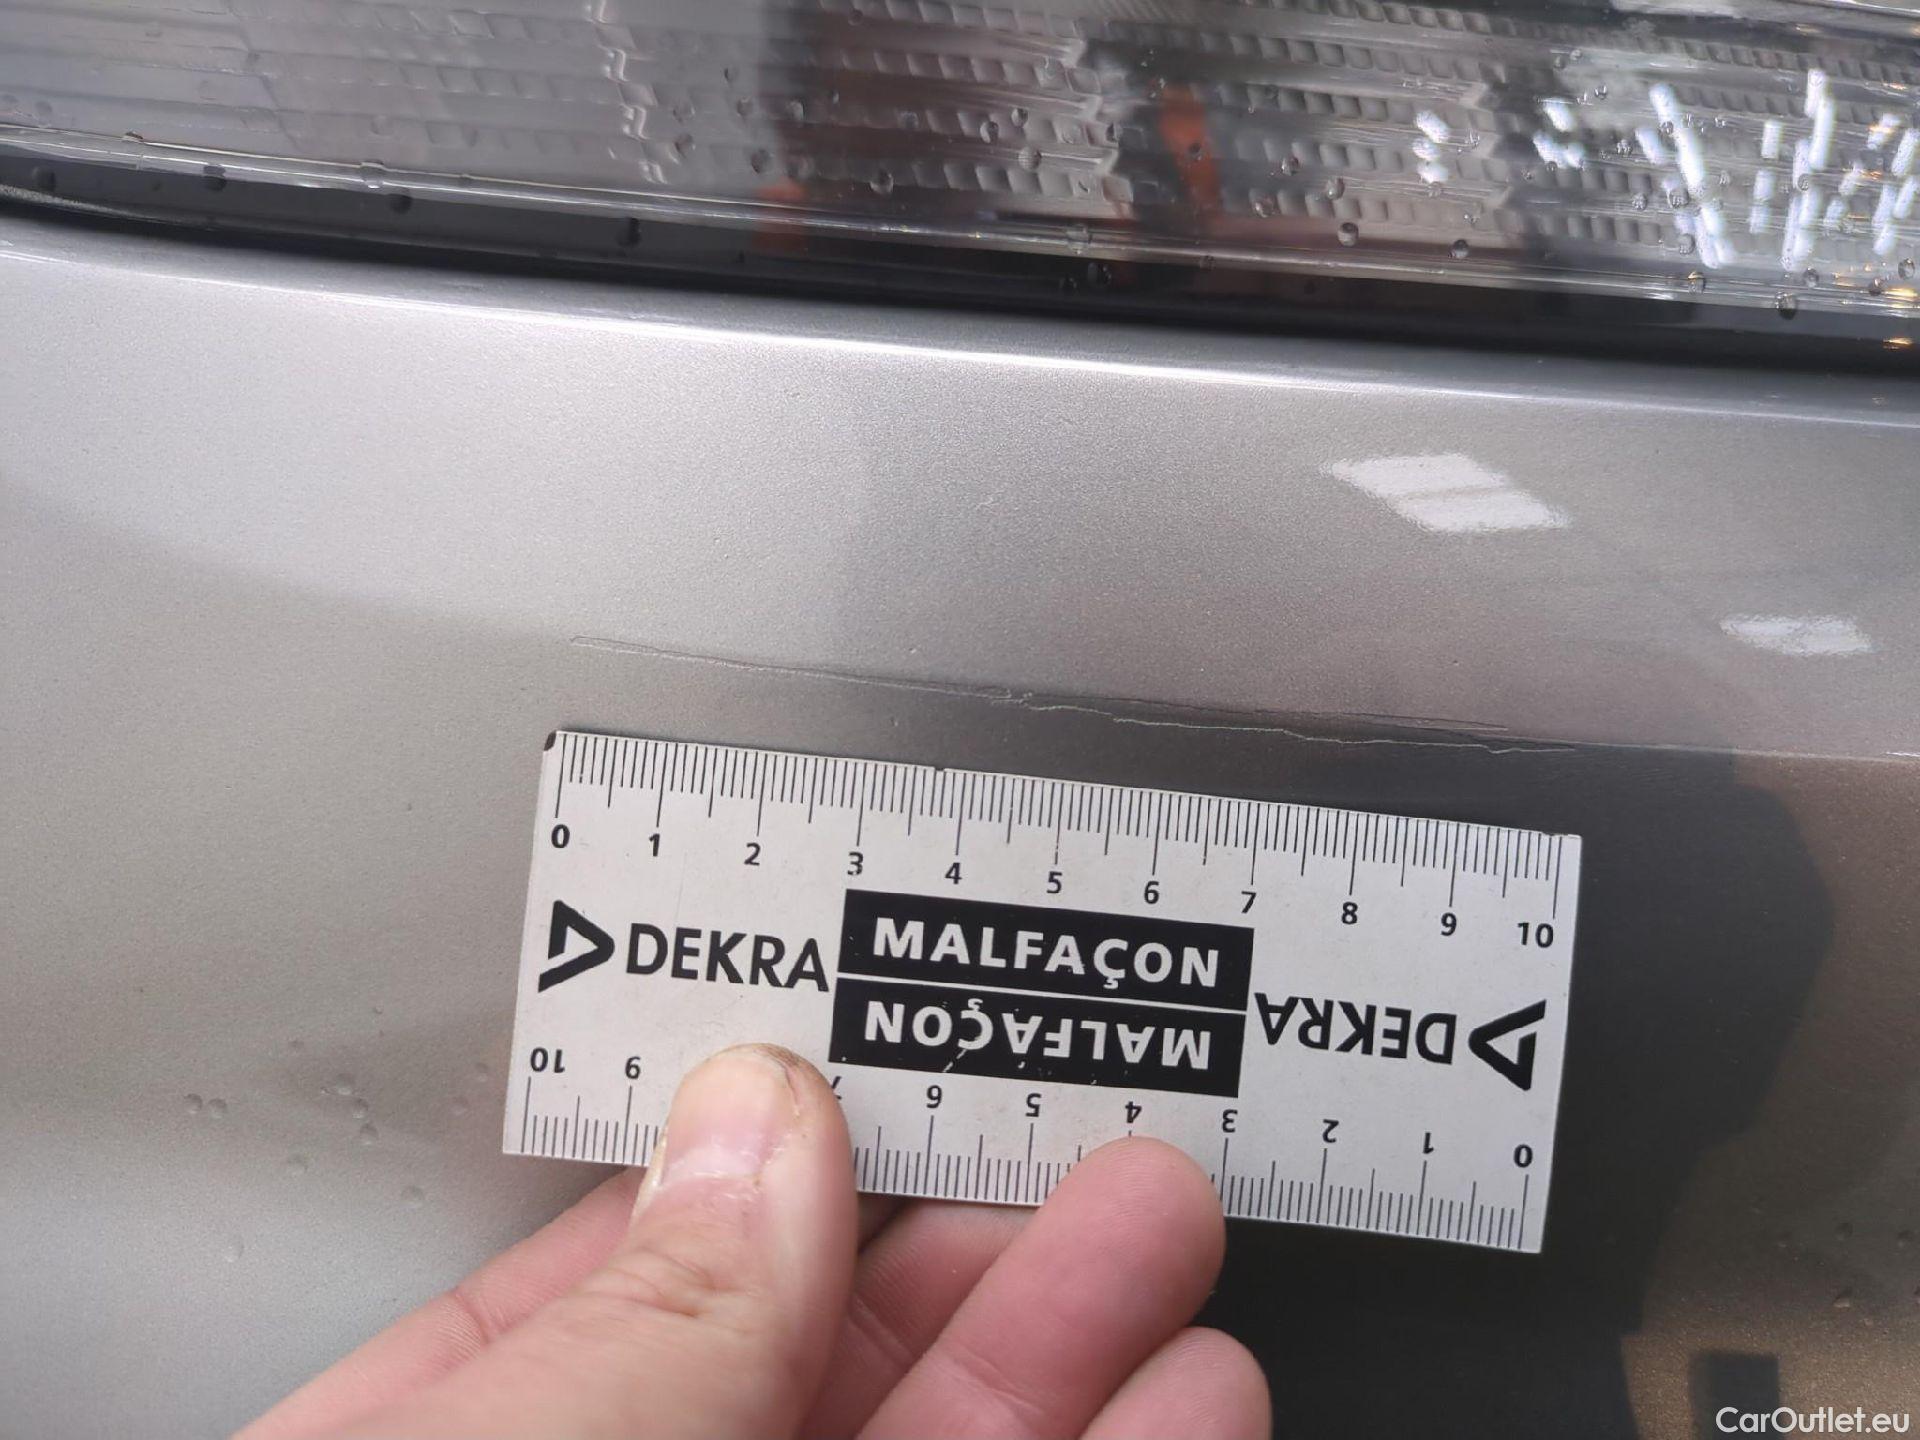 0 1 2 3 4 5 6 7 8 9 10
DEKRA MALFAÇON
MALFAÇON DEKRA
10 9 7 6 5 4 3 2 1 0
CarOutlet.eu